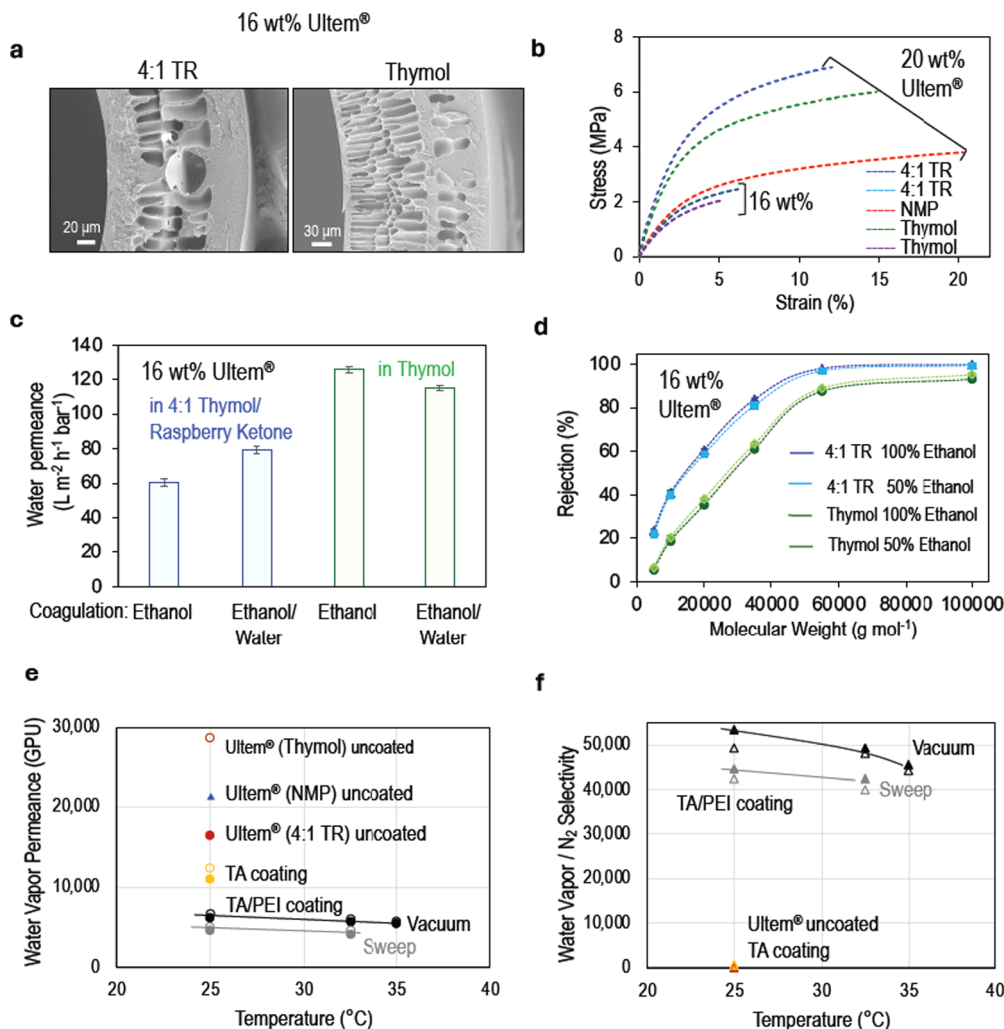 16 wt% Ultem®
a
4:1 TR
Thymol
20 µm
30 µm
b
Stress (MPa)
8
6
4
2
0
20 wt%
Ultem®
16 wt%
4:1 TR
4:1 TR
NMP
Thymol
Thymol
0 5 10 15 20
Strain (%)
c
Water permeance
(L m⁻² h⁻¹ bar⁻¹)
140
120
100
80
60
40
20
0
16 wt% Ultem®
in 4:1 Thymol/
Raspberry Ketone
in Thymol
Coagulation: Ethanol Ethanol/ Ethanol Ethanol/
Water Water
d
Rejection (%)
100
90
80
70
60
50
40
30
20
10
0
16 wt%
Ultem®
4:1 TR 100% Ethanol
4:1 TR 50% Ethanol
Thymol 100% Ethanol
Thymol 50% Ethanol
0 20000 40000 60000 80000 100000
Molecular Weight (g mol⁻¹)
e
Water Vapor Permeance (GPU)
30,000
20,000
10,000
0
Ultem® (Thymol) uncoated
Ultem® (NMP) uncoated
Ultem® (4:1 TR) uncoated
TA coating
TA/PEI coating
Vacuum
Sweep
20 25 30 35 40
Temperature (°C)
f
Water Vapor / N₂ Selectivity
50,000
40,000
30,000
20,000
10,000
0
Vacuum
TA/PEI coating
Sweep
Ultem® uncoated
TA coating
20 25 30 35 40
Temperature (°C)